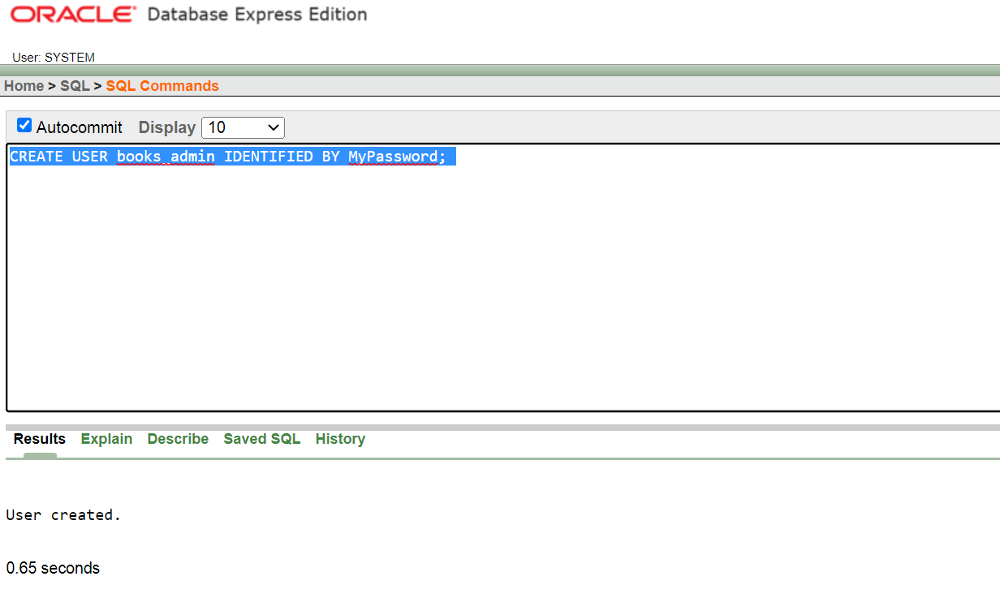 ORACLE Database Express Edition
User: SYSTEM
Home > SQL > SQL Commands
Autocommit Display 10
CREATE USER books_admin IDENTIFIED BY MyPassword;
Results Explain Describe Saved SQL History
User created.
0.65 seconds